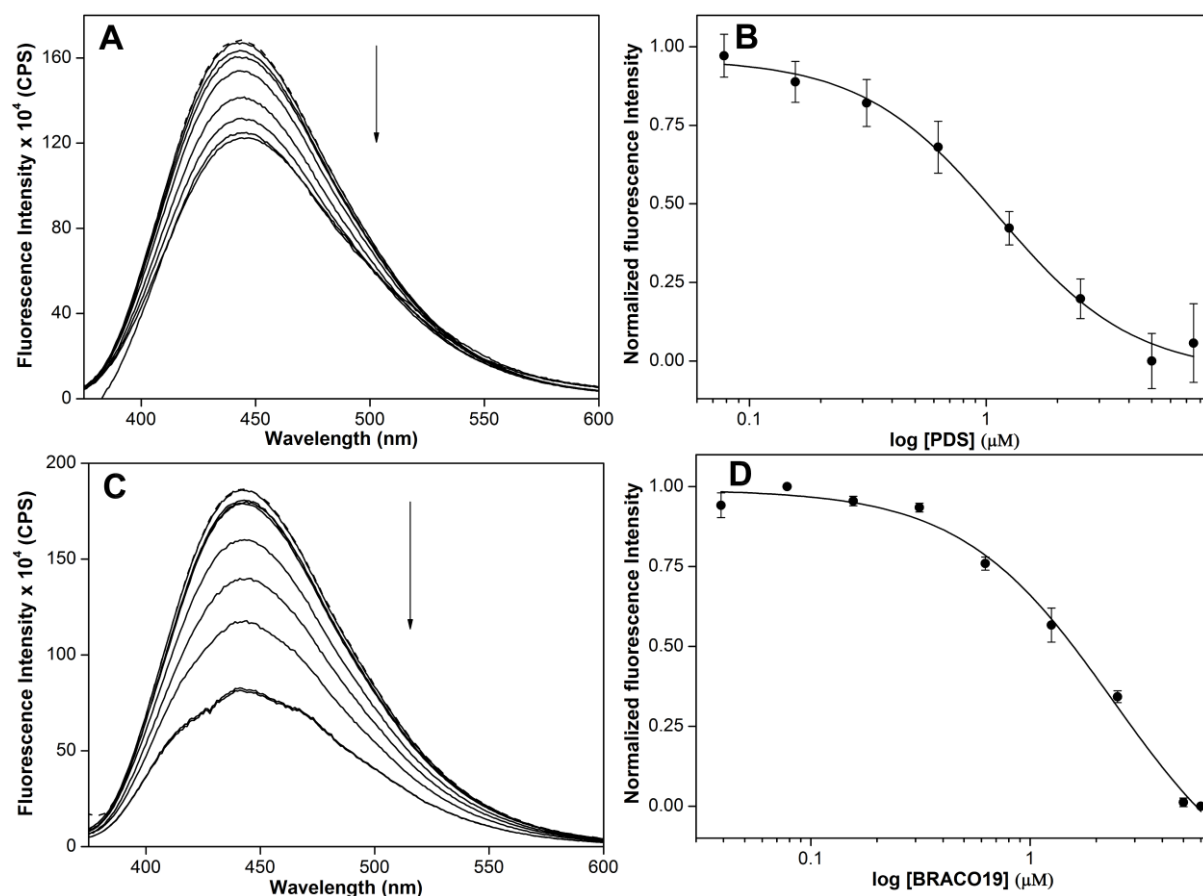 A
Fluorescence Intensity x 10⁴ (CPS)
160
120
80
40
0
400
450
500
550
600
Wavelength (nm)
B
Normalized fluorescence Intensity
1.00
0.75
0.50
0.25
0.00
0.1
1
log [PDS] (μM)
C
Fluorescence Intensity x 10⁴ (CPS)
200
150
100
50
0
400
450
500
550
600
Wavelength (nm)
D
Normalized fluorescence Intensity
1.00
0.75
0.50
0.25
0.00
0.1
1
log [BRACO19] (μM)